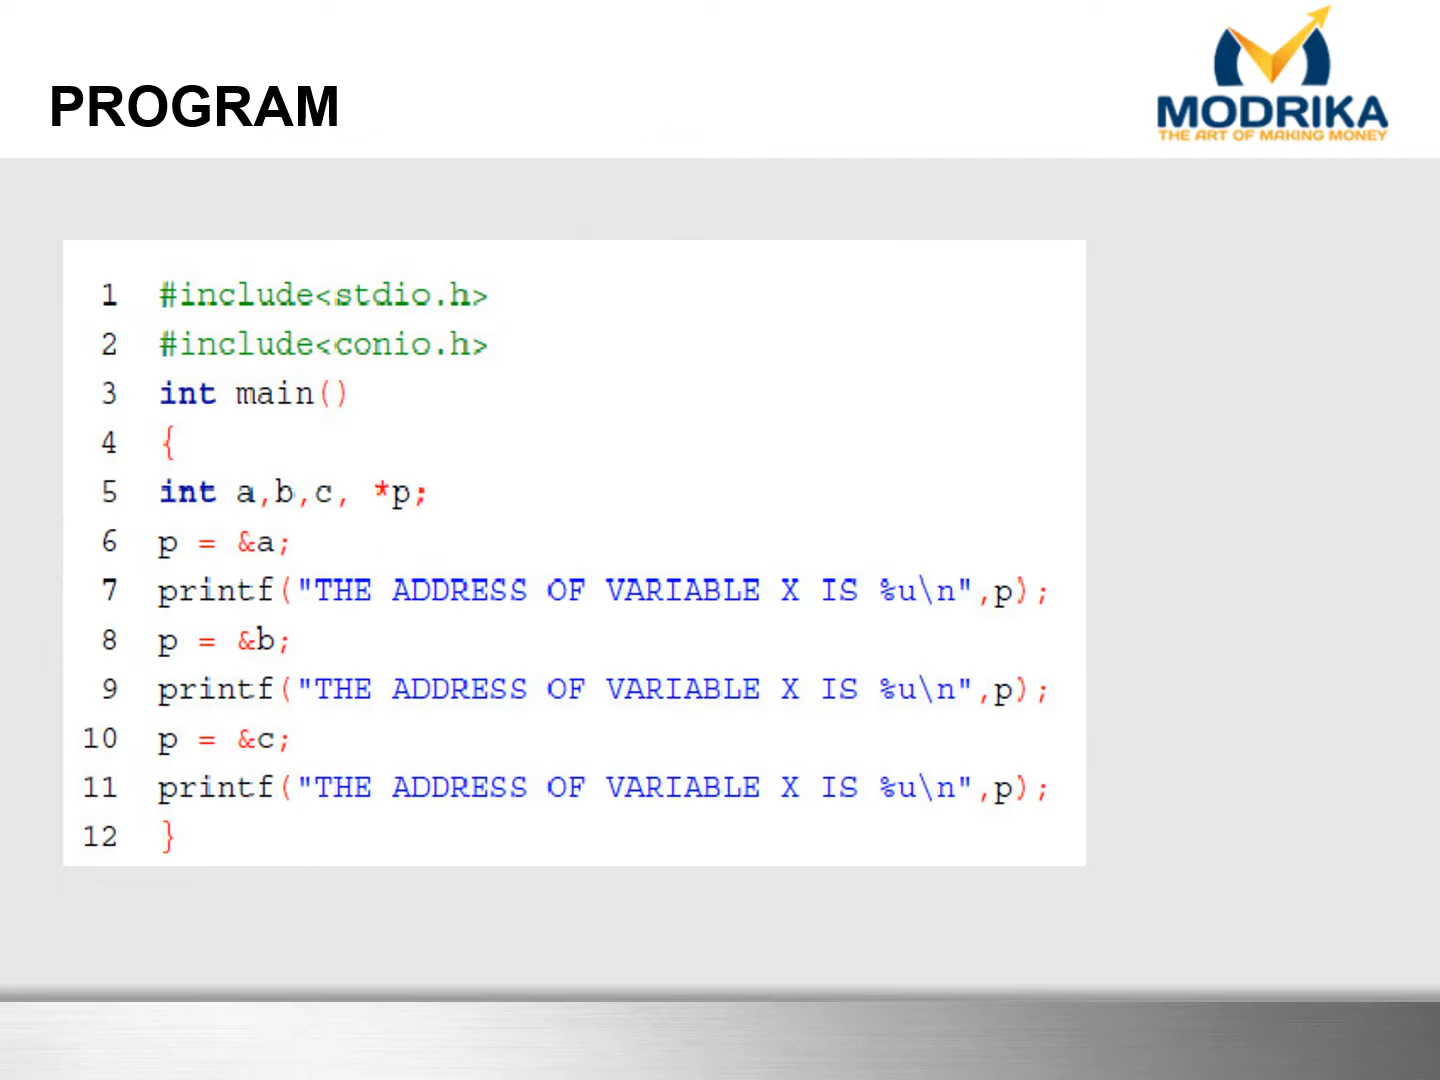 PROGRAM
MODRIKA
THE ART OF MAKING MONEY
1 #include<stdio.h>
2 #include<conio.h>
3 int main()
4 {
5 int a,b,c, *p;
6 p = &a;
7 printf("THE ADDRESS OF VARIABLE X IS %u\n",p);
8 p = &b;
9 printf("THE ADDRESS OF VARIABLE X IS %u\n",p);
10 p = &c;
11 printf("THE ADDRESS OF VARIABLE X IS %u\n",p);
12 }